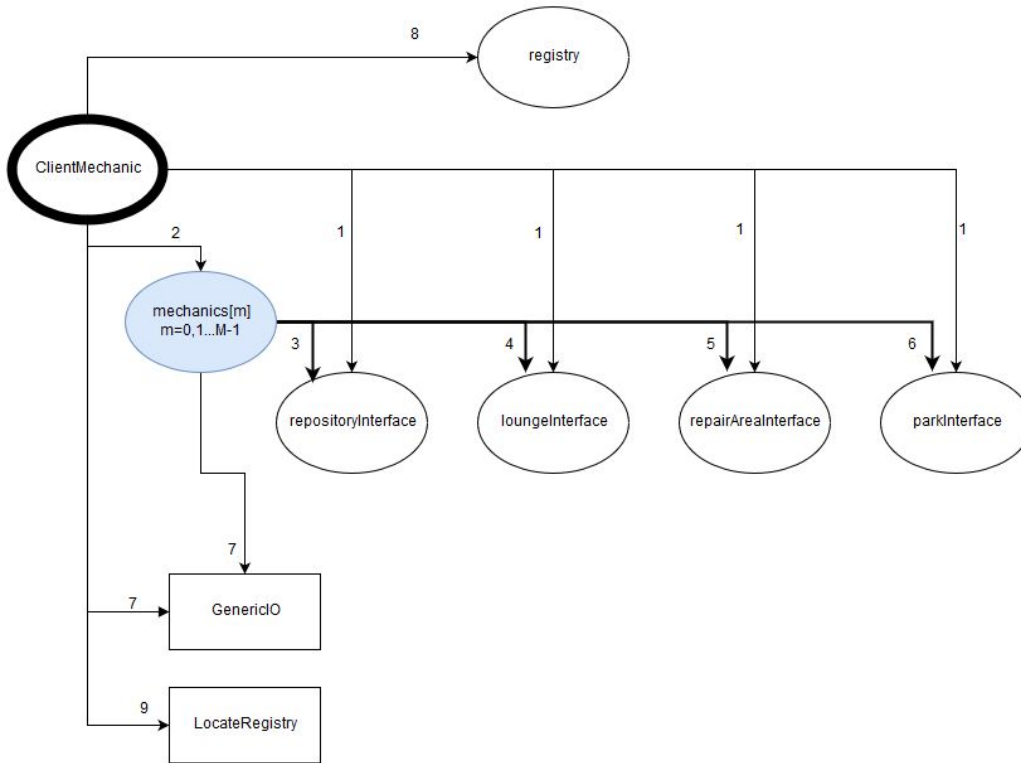 8
registry
ClientMechanic
2
1
1
1
1
mechanics[m]
m=0,1...M-1
3
4
5
6
repositoryInterface
loungeInterface
repairAreaInterface
parkInterface
7
7
GenericIO
9
LocateRegistry